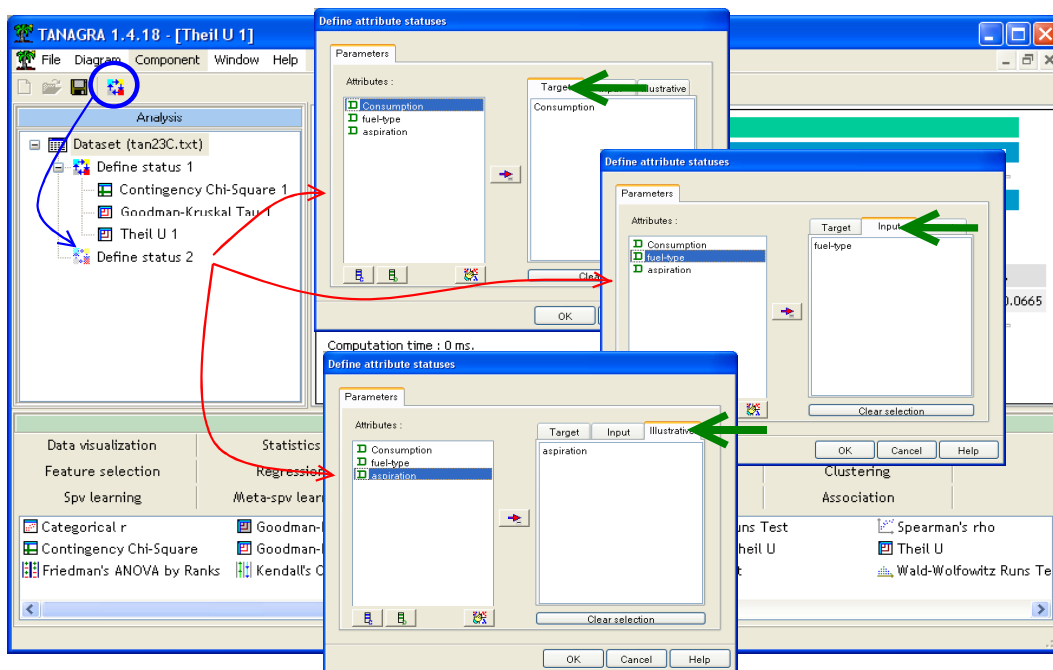 TANAGRA 1.4.18 - [Theil U 1]
File Diagram Component Window Help
Analysis
Dataset (tan23C.txt)
Define status 1
Contingency Chi-Square 1
Goodman-Kruskal Tau 1
Theil U 1
Define status 2
Define attribute statuses
Parameters
Attributes :
Consumption
fuel-type
aspiration
Target Illustrative
Consumption
OK
Define attribute statuses
Parameters
Attributes :
Consumption
fuel-type
aspiration
Target Input
fuel-type
Clear selection
OK Cancel Help
0.0665
Computation time : 0 ms.
Define attribute statuses
Parameters
Attributes :
Consumption
fuel-type
aspiration
Target Input Illustrative
aspiration
Clear selection
OK Cancel Help
Data visualization Statistics
Feature selection Regression Clustering
Spv learning Meta-spv lear Association
Categorical r Goodman- uns Test Spearman's rho
Contingency Chi-Square Goodman- heil U Theil U
Friedman's ANOVA by Ranks Kendall's C Wald-Wolfowitz Runs Te